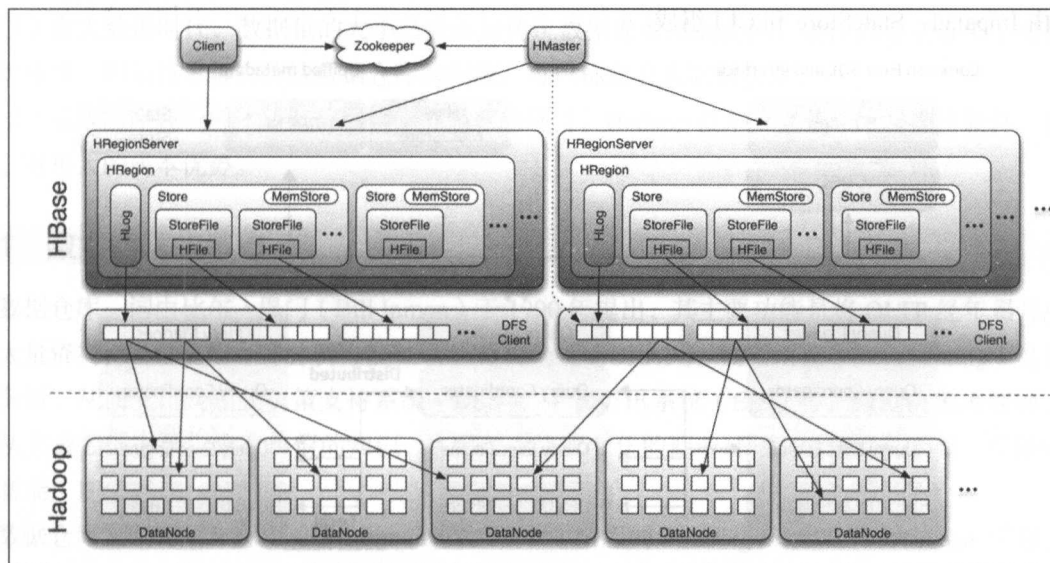 Client
Zookeeper
HMaster
HBase
HRegionServer
HRegion
HLog
Store
MemStore
StoreFile
HFile
StoreFile
HFile
...
Store
MemStore
StoreFile
...
...
HRegionServer
HRegion
HLog
Store
MemStore
StoreFile
HFile
StoreFile
HFile
...
Store
MemStore
StoreFile
...
...
...
...
DFS
Client
...
DFS
Client
Hadoop
DataNode
DataNode
DataNode
DataNode
DataNode
...